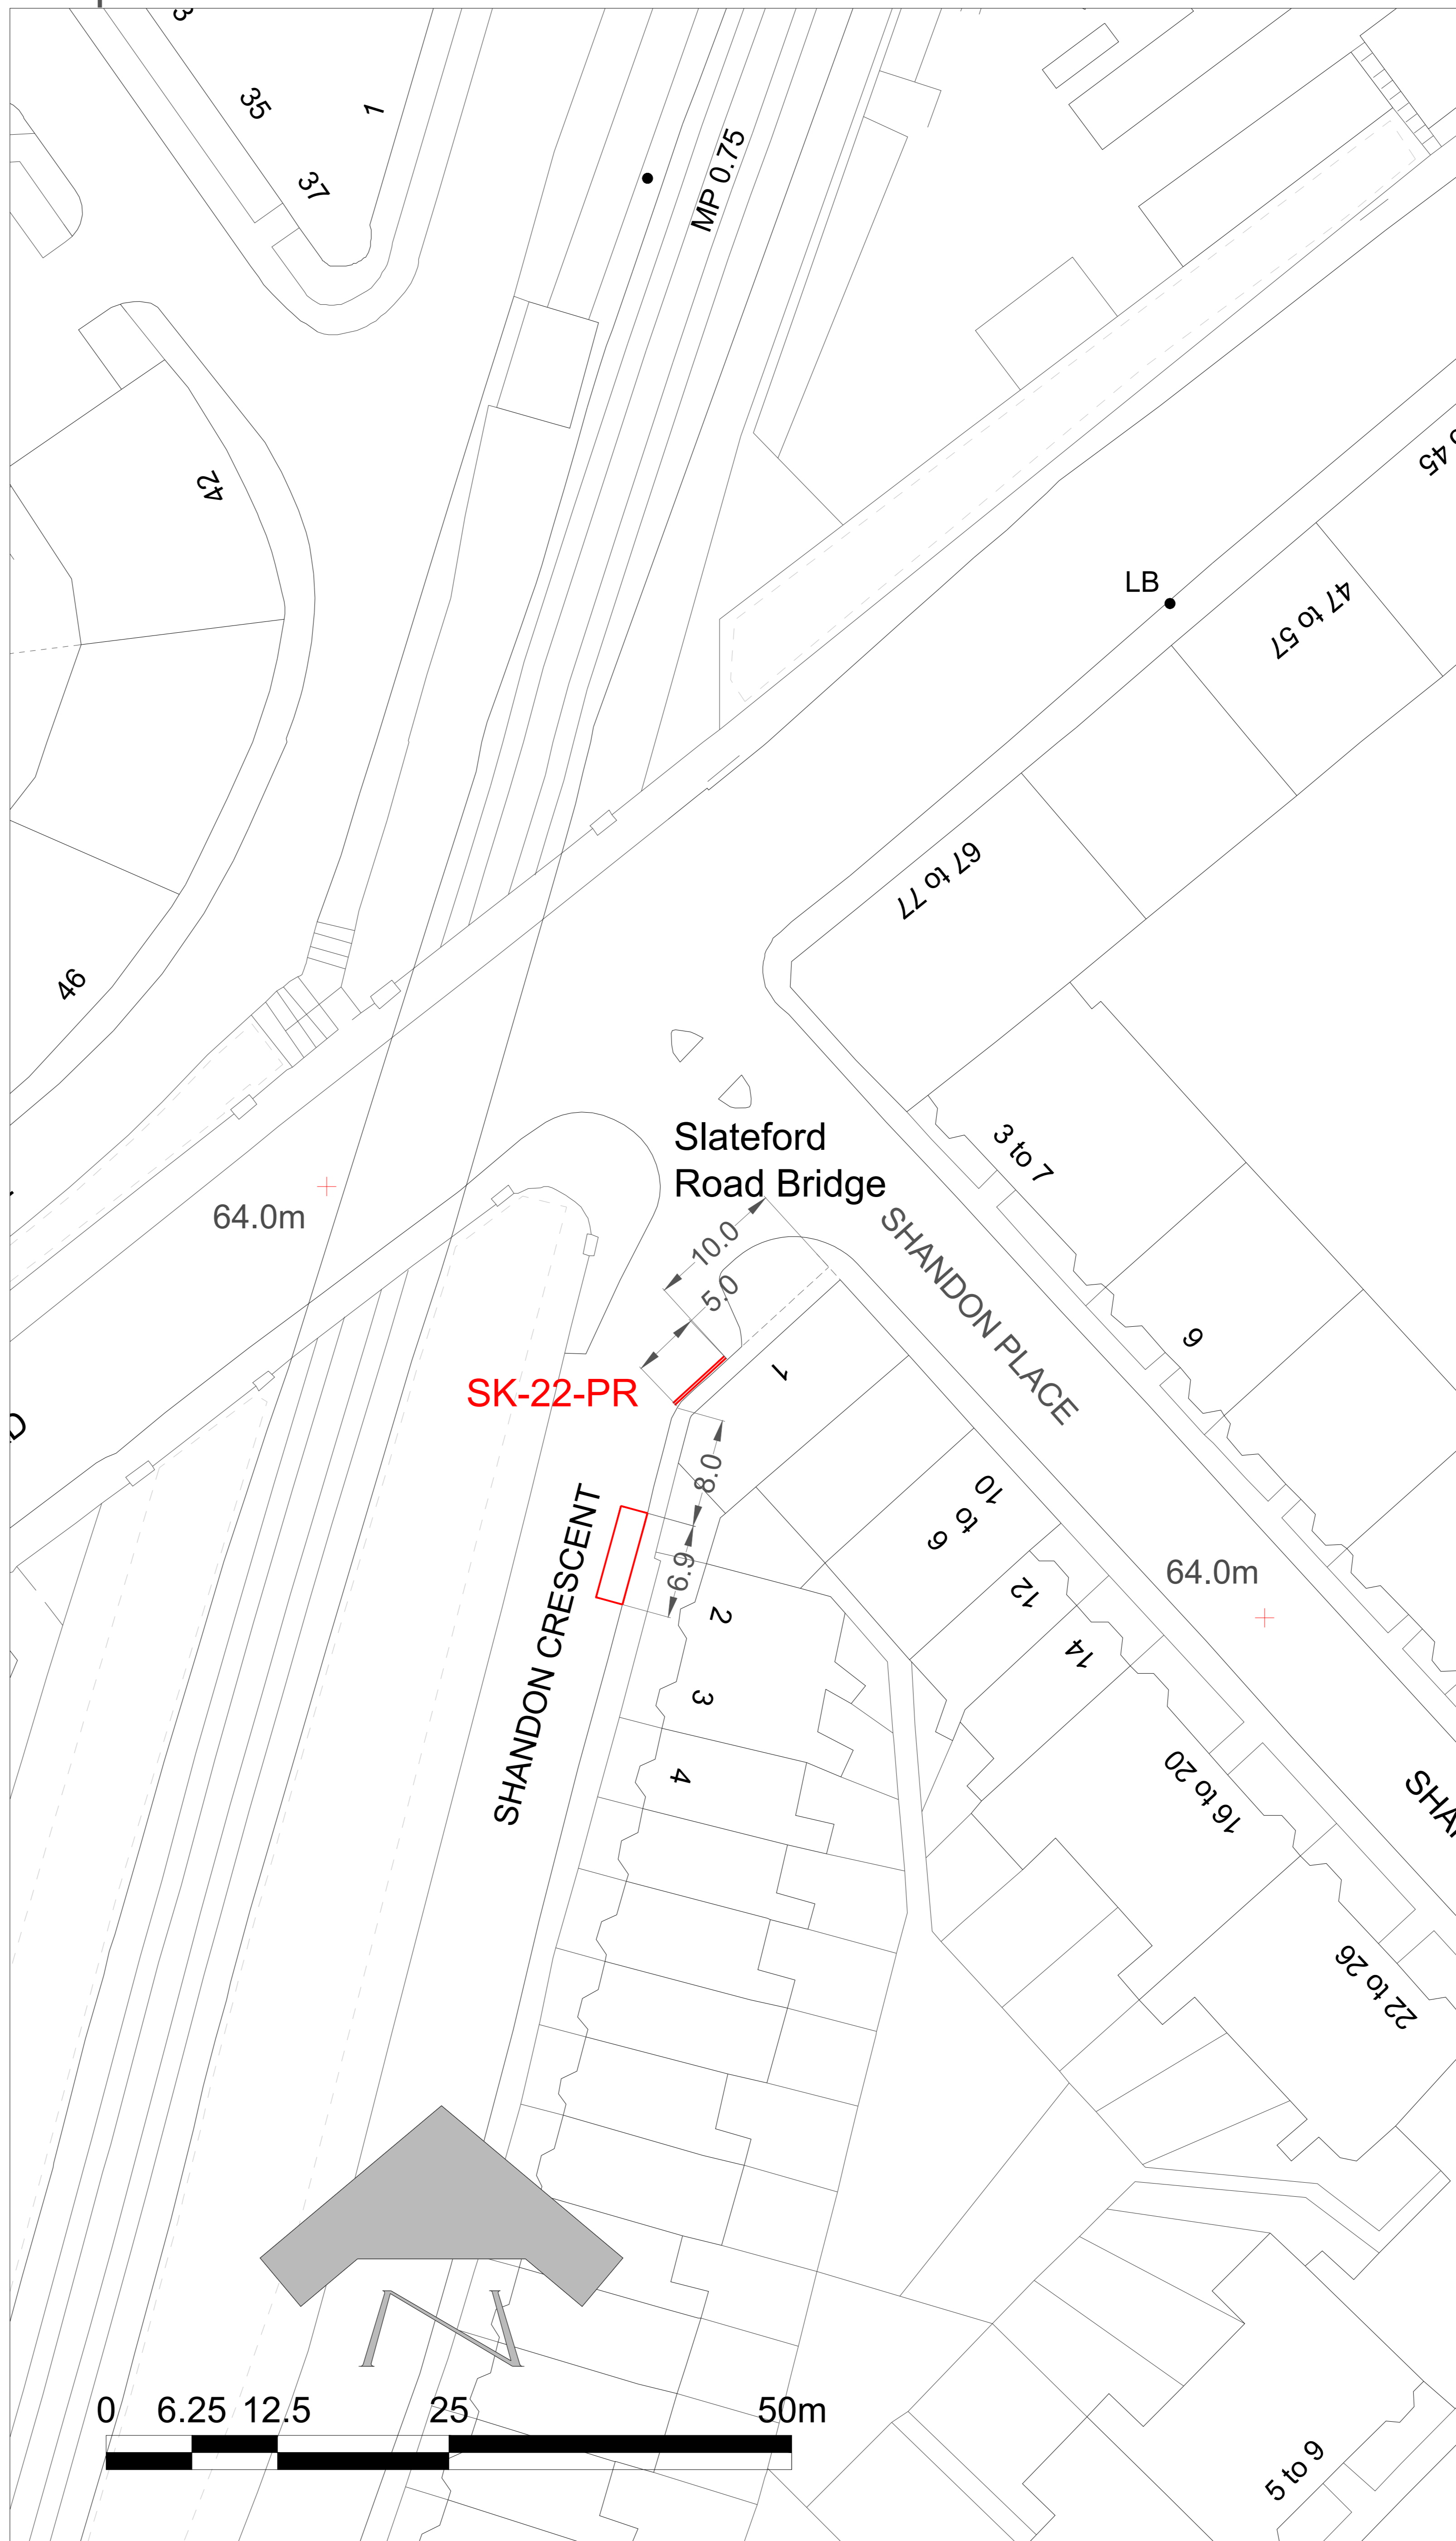 35
1
37
MP 0.75
42
LB
47 to 57
67 to 77
46
3 to 7
Slateford
Road Bridge
64.0m
SHANDON PLACE
10.0
5.0
9
1
SK-22-PR
8.0
6
to
10
SHANDON CRESCENT
6.9
12
64.0m
2
14
3
4
16 to 20
22 to 26
0 6.25 12.5 25 50m
5 to 9